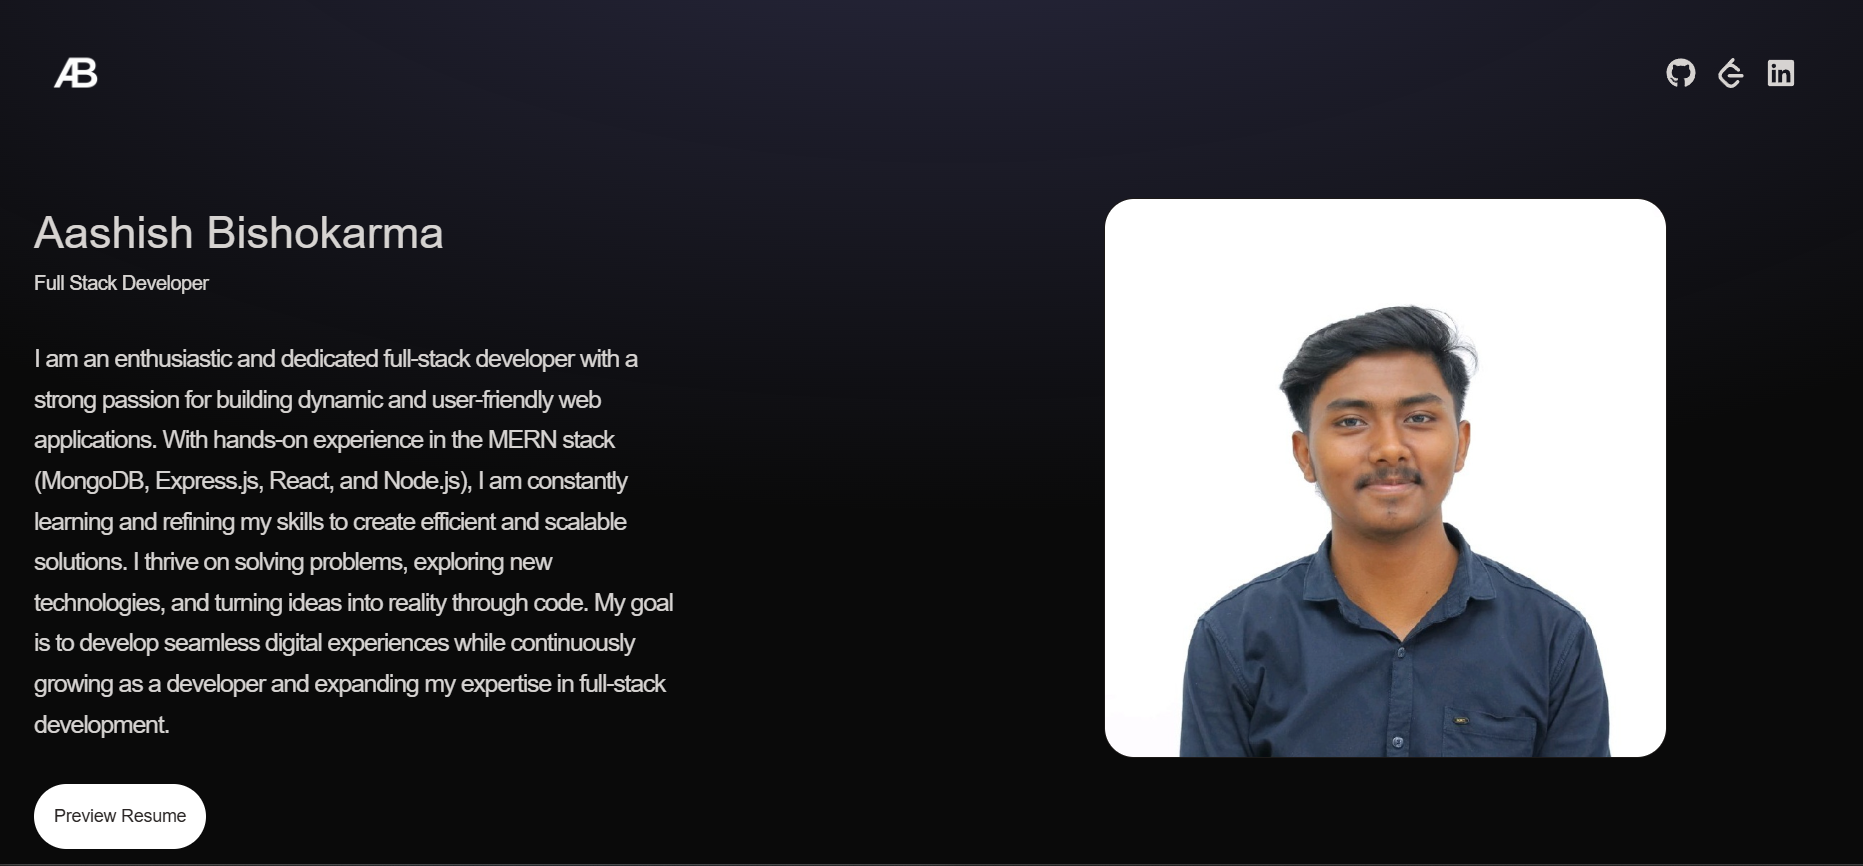 AB
in
Aashish Bishokarma
Full Stack Developer
I am an enthusiastic and dedicated full-stack developer with a
strong passion for building dynamic and user-friendly web
applications. With hands-on experience in the MERN stack
(MongoDB, Express.js, React, and Node.js), I am constantly
learning and refining my skills to create efficient and scalable
solutions. I thrive on solving problems, exploring new
technologies, and turning ideas into reality through code. My goal
is to develop seamless digital experiences while continuously
growing as a developer and expanding my expertise in full-stack
development.
Preview Resume